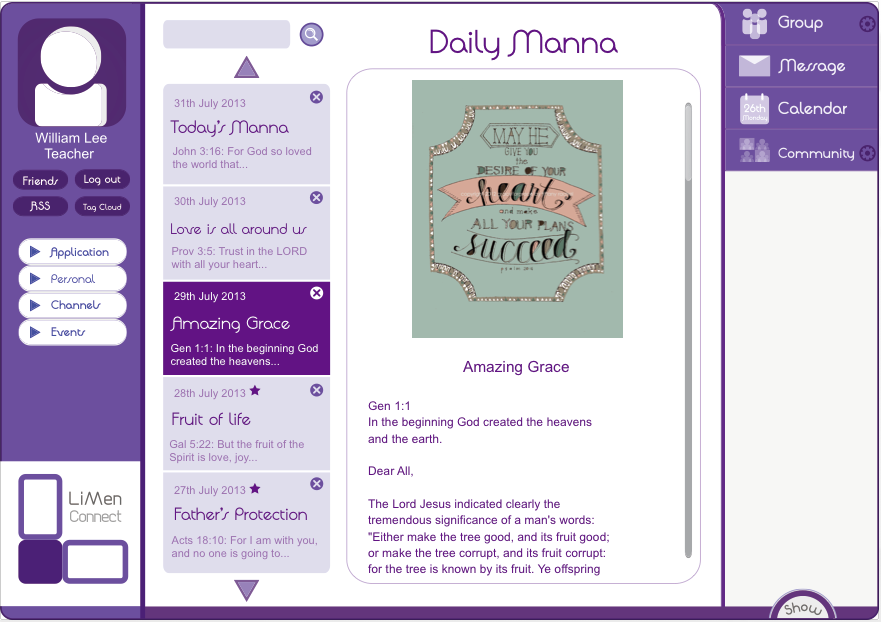 William Lee
Teacher
Friends
Log out
RSS
Tag Cloud
Application
Personal
Channels
Events
LiMen
Connect
31th July 2013
Today's Manna
John 3:16: For God so loved
the world that...
30th July 2013
Love is all around us
Prov 3:5: Trust in the LORD
with all your heart...
29th July 2013
Amazing Grace
Gen 1:1: In the beginning God
created the heavens...
28th July 2013
Fruit of life
Gal 5:22: But the fruit of the
Spirit is love, joy...
27th July 2013
Father's Protection
Acts 18:10: For I am with you,
and no one is going to...
Daily Manna
MAY HE
GIVE YOU
the
DESIRE OF YOUR
heart
and make
ALL YOUR PLANS
succeed
Amazing Grace
Gen 1:1
In the beginning God created the heavens
and the earth.
Dear All,
The Lord Jesus indicated clearly the
tremendous significance of a man's words:
"Either make the tree good, and its fruit good;
or make the tree corrupt, and its fruit corrupt:
for the tree is known by its fruit. Ye offspring
Group
Message
26th
Monday
Calendar
Community
Show